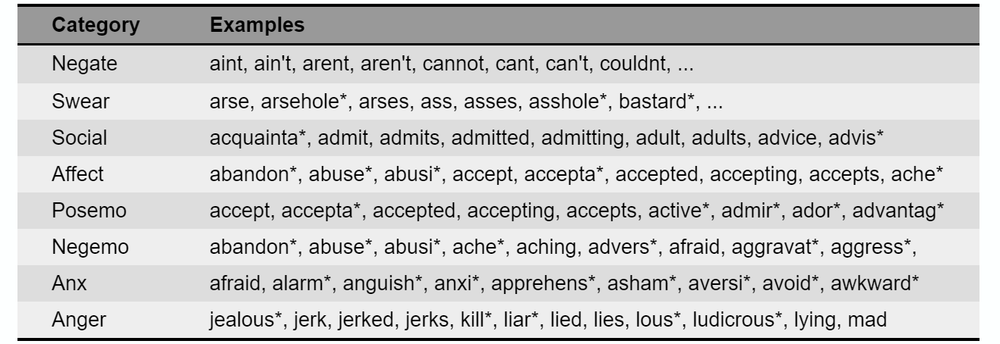 Category Examples
Negate aint, ain't, arent, aren't, cannot, cant, can't, couldnt, ...
Swear arse, arsehole*, arses, ass, asses, asshole*, bastard*, ...
Social acquainta*, admit, admits, admitted, admitting, adult, adults, advice, advis*
Affect abandon*, abuse*, abusi*, accept, accepta*, accepted, accepting, accepts, ache*
Posemo accept, accepta*, accepted, accepting, accepts, active*, admir*, ador*, advantag*
Negemo abandon*, abuse*, abusi*, ache*, aching, advers*, afraid, aggravat*, aggress*,
Anx afraid, alarm*, anguish*, anxi*, apprehens*, asham*, aversi*, avoid*, awkward*
Anger jealous*, jerk, jerked, jerks, kill*, liar*, lied, lies, lous*, ludicrous*, lying, mad